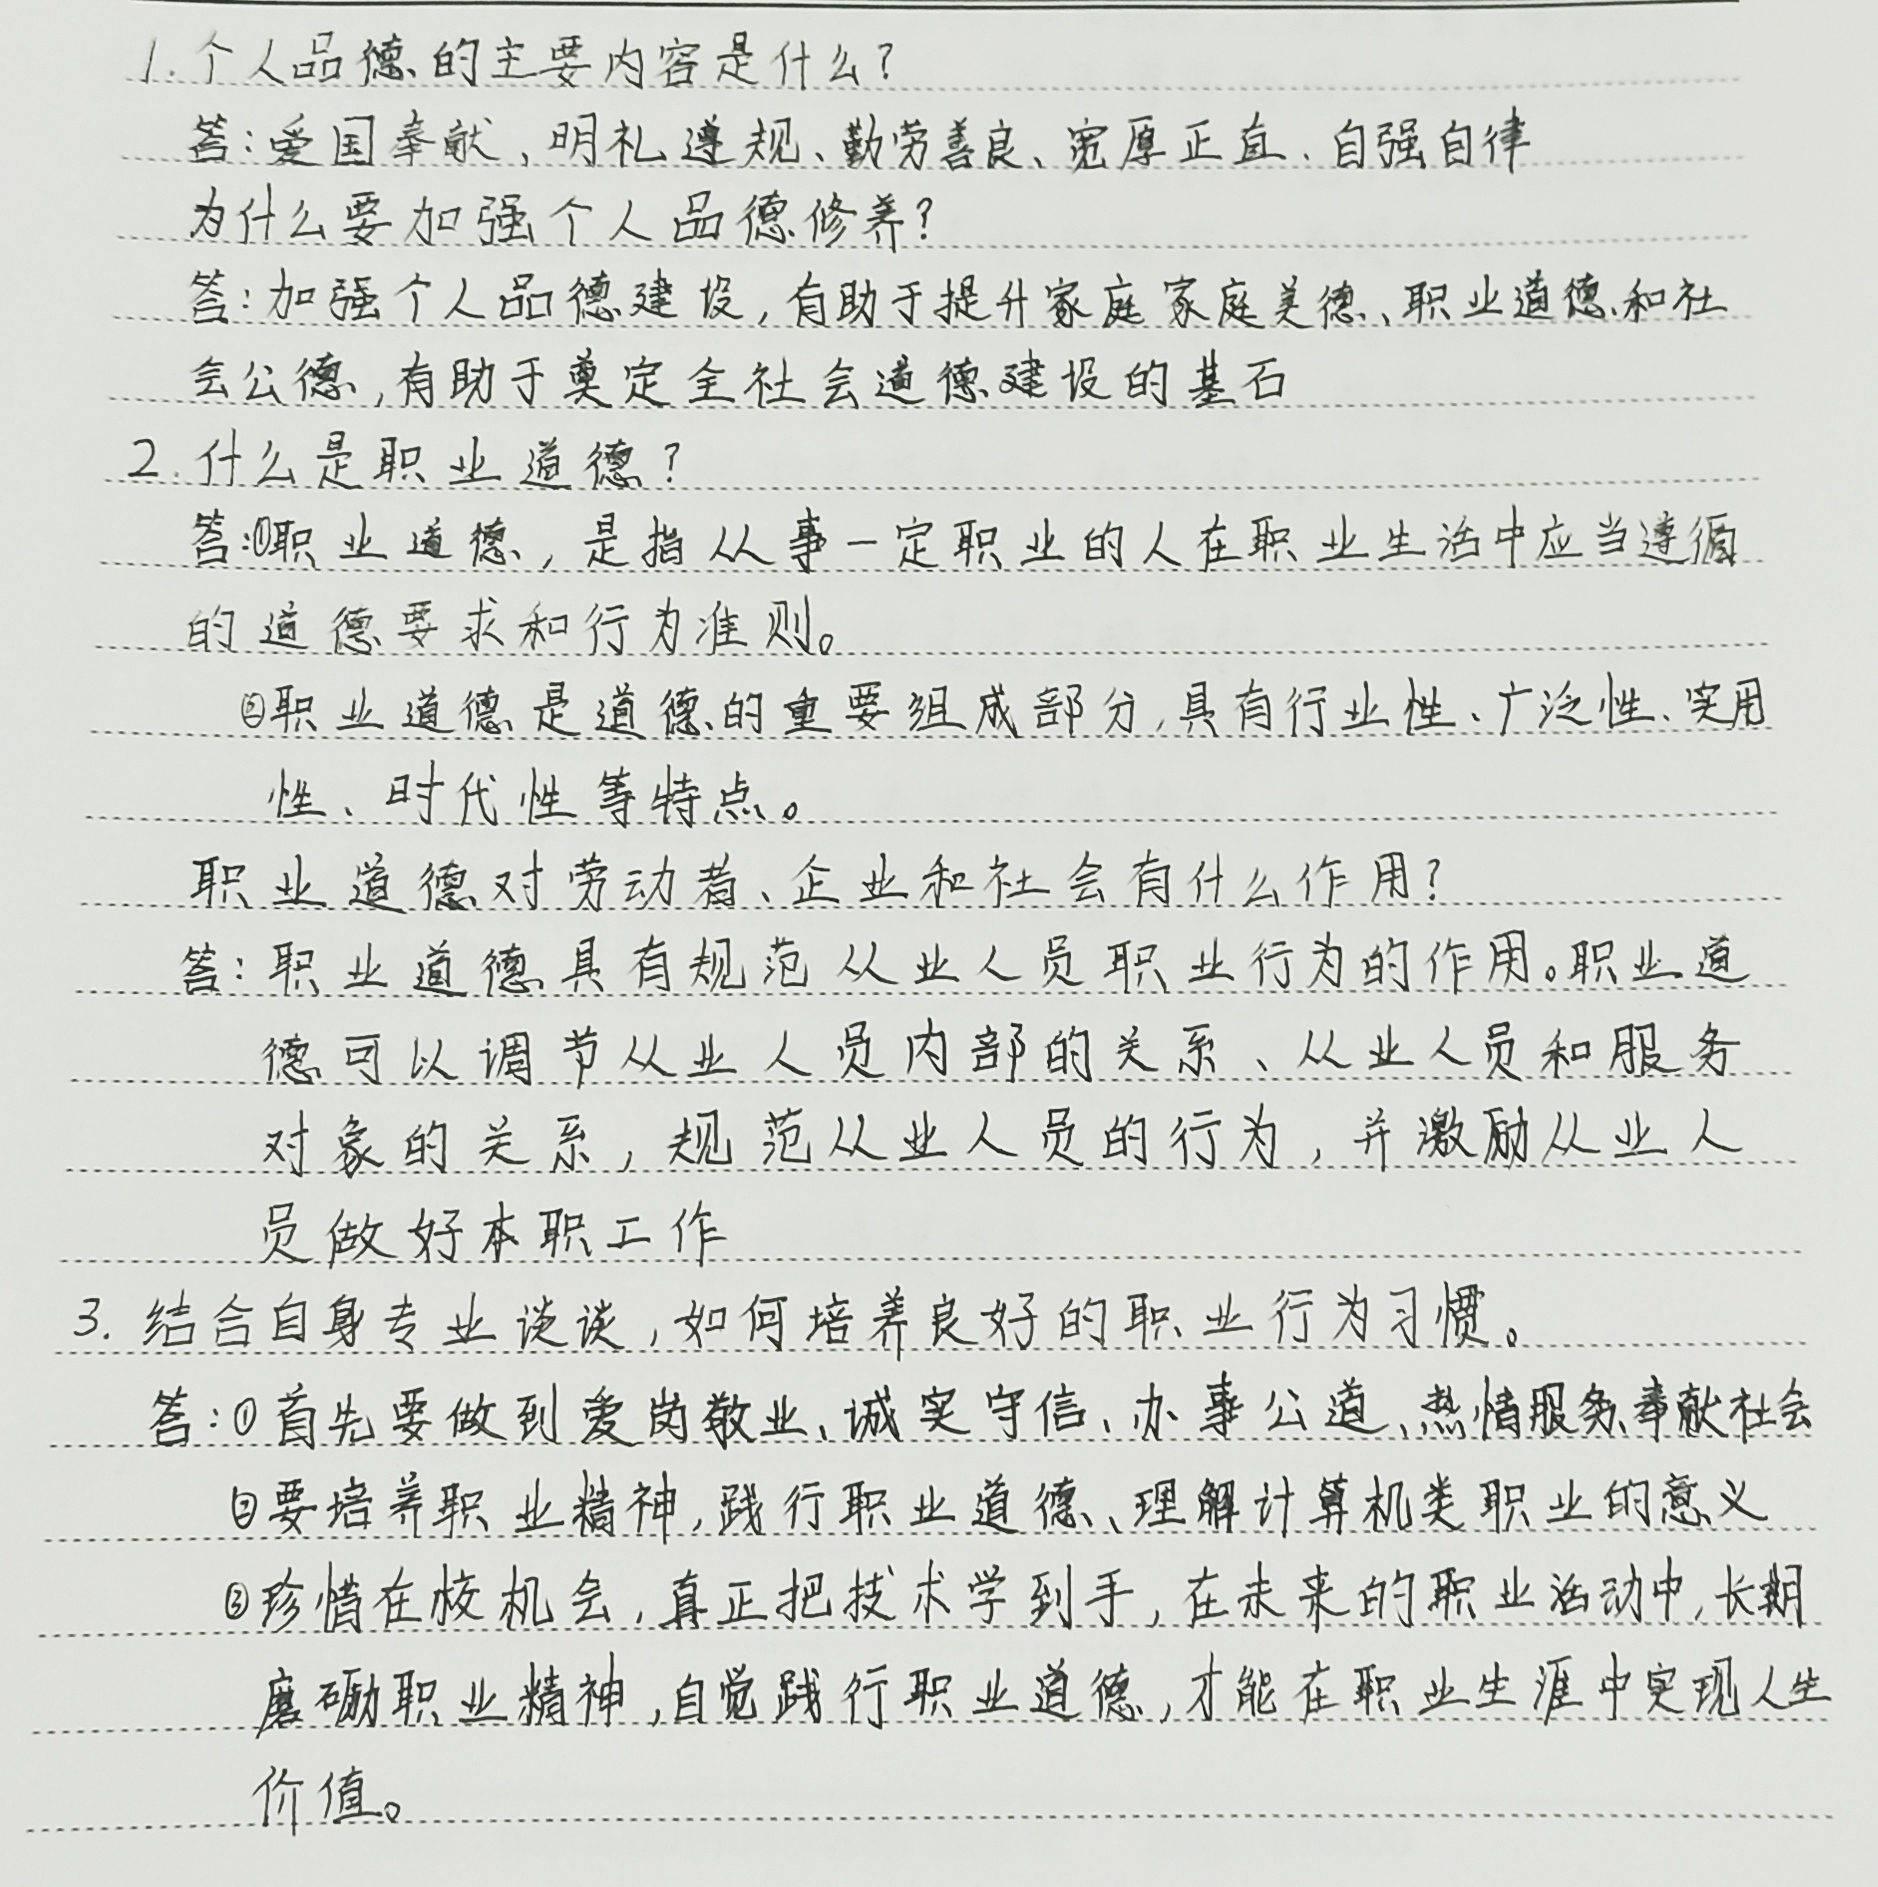 1.个人品德的主要内容是什么?
答:爱国奉献、明礼遵规、勤劳善良、宽厚正直、自强自律
为什么要加强个人品德修养?
答:加强个人品德建设,有助于提升家庭家庭美德、职业道德和社
会公德,有助于奠定全社会道德建设的基石
2.什么是职业道德?
答:①职业道德,是指从事一定职业的人在职业生活中应当遵循
的道德要求和行为准则。
②职业道德是道德的重要组成部分,具有行业性、广泛性、实用
性、时代性等特点。
职业道德对劳动者、企业和社会有什么作用?
答:职业道德具有规范从业人员职业行为的作用。职业道
德可以调节从业人员内部的关系、从业人员和服务
对象的关系,规范从业人员的行为,并激励从业人
员做好本职工作
3.结合自身专业谈谈,如何培养良好的职业行为习惯。
答:①首先要做到爱岗敬业、诚实守信、办事公道、热情服务、奉献社会
②要培养职业精神,践行职业道德、理解计算机类职业的意义
③珍惜在校机会,真正把技术学到手,在未来的职业活动中,长期
磨砺职业精神,自觉践行职业道德,才能在职业生涯中实现人生
价值。